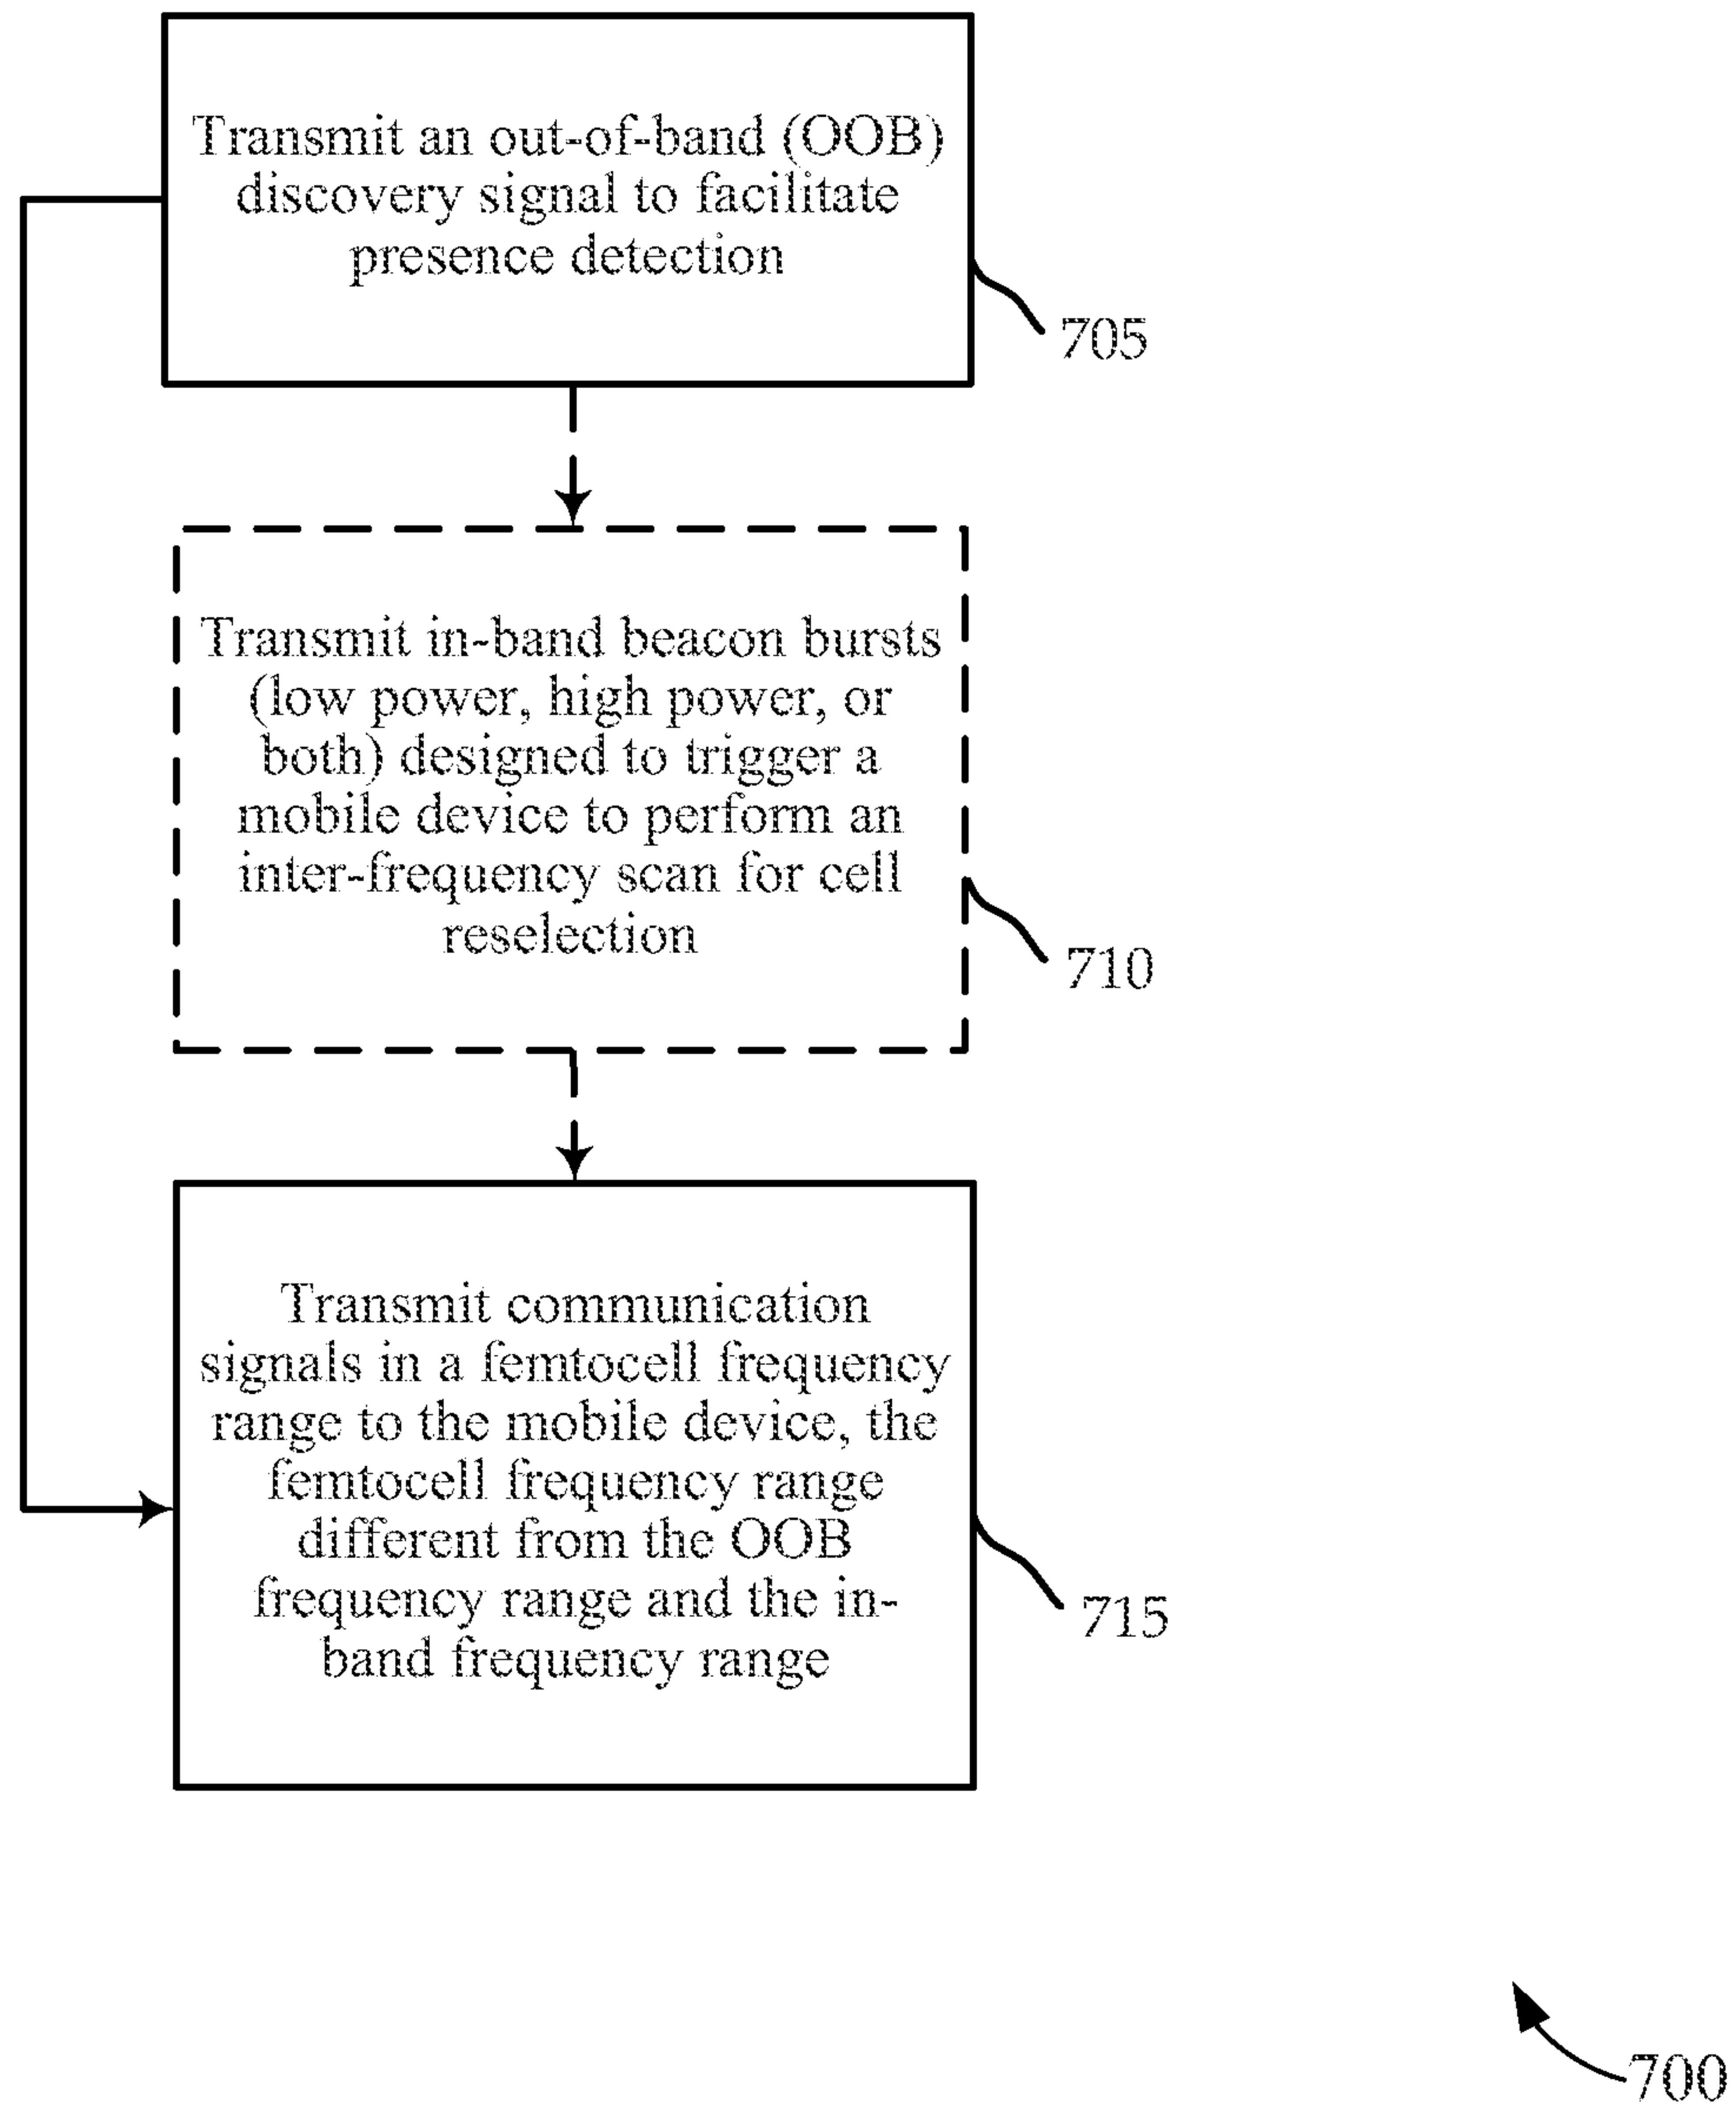 Transmit an out-of-band (OOB)
discovery signal to facilitate
presence detection
705
Transmit in-band beacon bursts
(low power, high power, or
both) designed to trigger a
mobile device to perform an
inter-frequency scan for cell
reselection
710
Transmit communication
signals in a femtocell frequency
range to the mobile device, the
femtocell frequency range
different from the OOB
frequency range and the in-
band frequency range
715
700